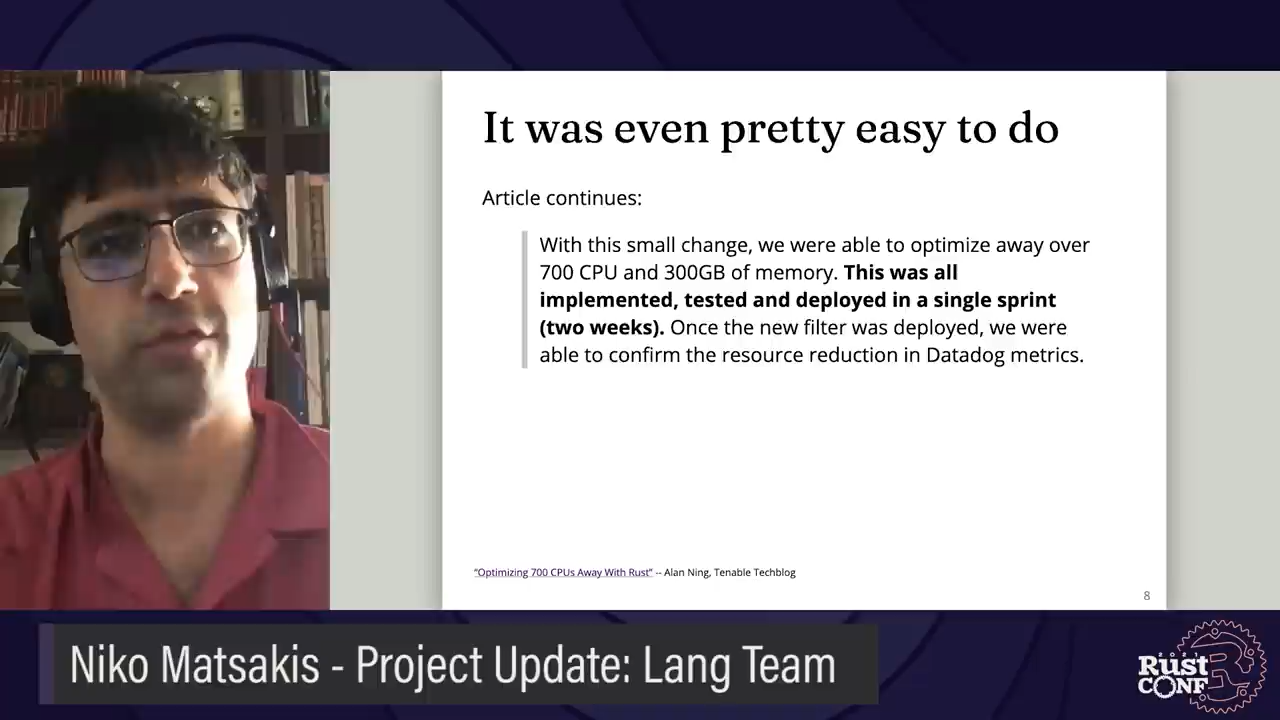 It was even pretty easy to do
Article continues:
With this small change, we were able to optimize away over
700 CPU and 300GB of memory. This was all
implemented, tested and deployed in a single sprint
(two weeks). Once the new filter was deployed, we were
able to confirm the resource reduction in Datadog metrics.
"Optimizing 700 CPUs Away With Rust" -- Alan Ning, Tenable Techblog
8
Niko Matsakis - Project Update: Lang Team
RUST
CONF